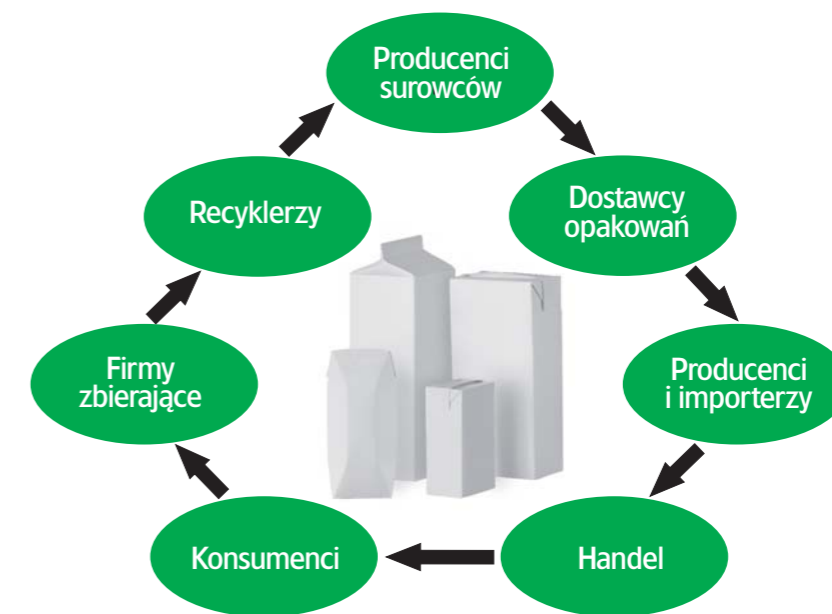 Producenci
surowców
Dostawcy
opakowań
Producenci
i importerzy
Handel
Konsumenci
Firmy
zbierające
Recyklerzy